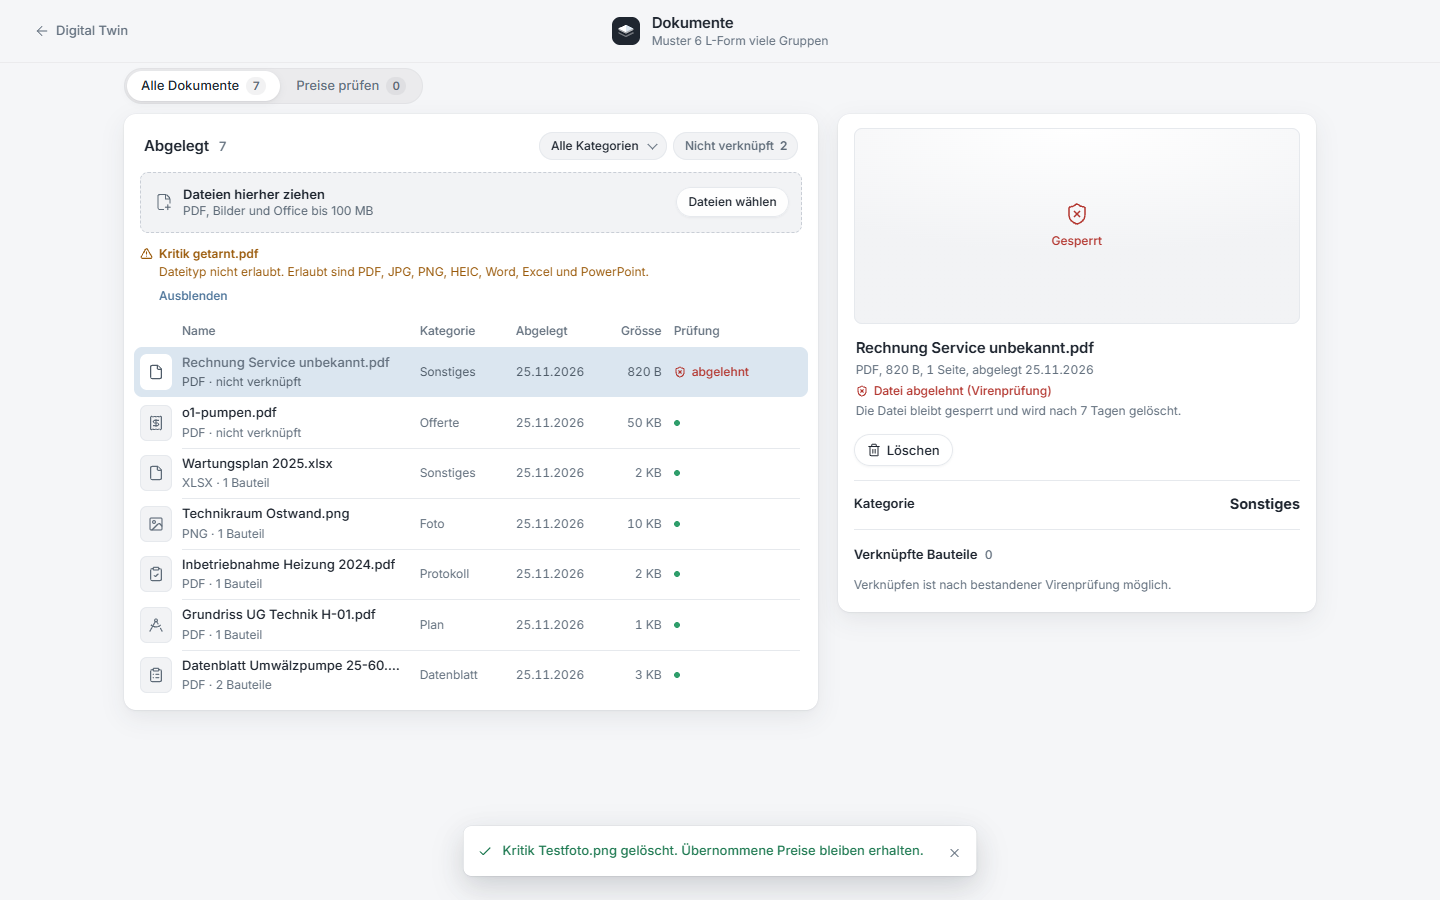 Digital Twin
Dokumente
Muster 6 L-Form viele Gruppen
Alle Dokumente 7
Preise prüfen 0
Abgelegt 7
Alle Kategorien
Nicht verknüpft 2
Dateien hierher ziehen
PDF, Bilder und Office bis 100 MB
Dateien wählen
Kritik getarnt.pdf
Dateityp nicht erlaubt. Erlaubt sind PDF, JPG, PNG, HEIC, Word, Excel und PowerPoint.
Ausblenden
Name Kategorie Abgelegt Grösse Prüfung
Rechnung Service unbekannt.pdf
PDF · nicht verknüpft
Sonstiges 25.11.2026 820 B abgelehnt
o1-pumpen.pdf
PDF · nicht verknüpft
Offerte 25.11.2026 50 KB
Wartungsplan 2025.xlsx
XLSX · 1 Bauteil
Sonstiges 25.11.2026 2 KB
Technikraum Ostwand.png
PNG · 1 Bauteil
Foto 25.11.2026 10 KB
Inbetriebnahme Heizung 2024.pdf
PDF · 1 Bauteil
Protokoll 25.11.2026 2 KB
Grundriss UG Technik H-01.pdf
PDF · 1 Bauteil
Plan 25.11.2026 1 KB
Datenblatt Umwälzpumpe 25-60....
PDF · 2 Bauteile
Datenblatt 25.11.2026 3 KB
Gesperrt
Rechnung Service unbekannt.pdf
PDF, 820 B, 1 Seite, abgelegt 25.11.2026
Datei abgelehnt (Virenprüfung)
Die Datei bleibt gesperrt und wird nach 7 Tagen gelöscht.
Löschen
Kategorie Sonstiges
Verknüpfte Bauteile 0
Verknüpfen ist nach bestandener Virenprüfung möglich.
Kritik Testfoto.png gelöscht. Übernommene Preise bleiben erhalten.